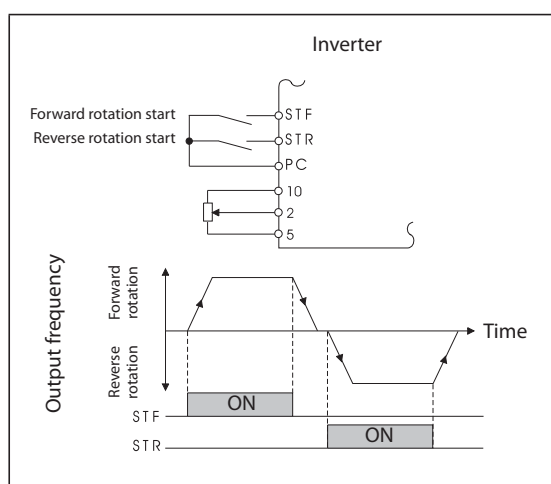 Inverter
Forward rotation start
STF
Reverse rotation start
STR
PC
10
2
5
Output frequency
Forward
rotation
Reverse
rotation
Time
STF
ON
STR
ON